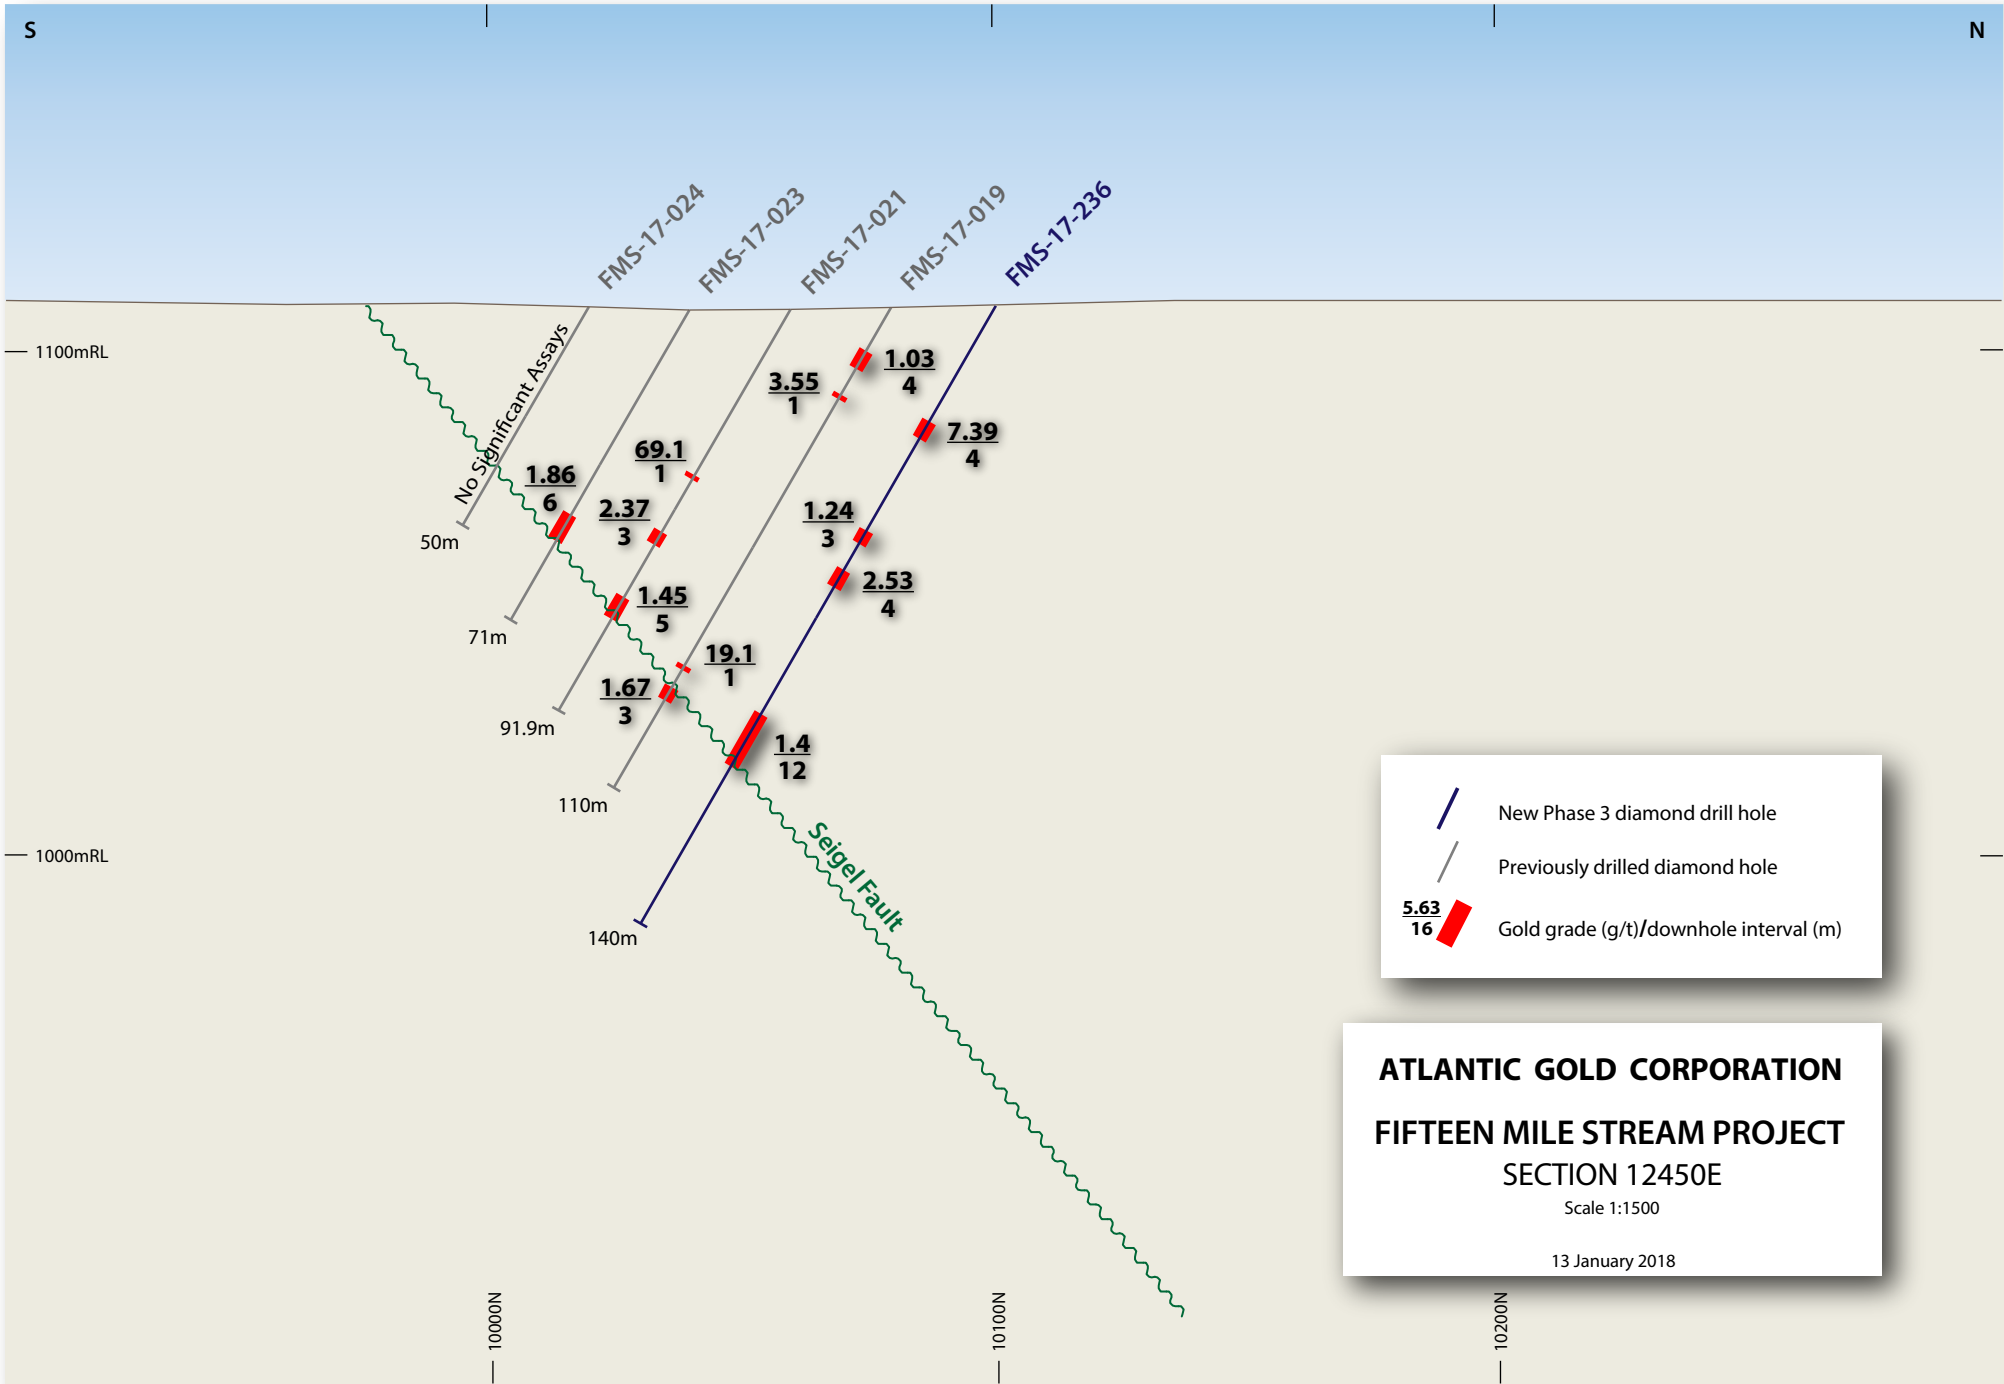 S
N
FMS-17-024
FMS-17-023
FMS-17-021
FMS-17-019
FMS-17-236
1100mRL
No Significant Assays
1.03
4
3.55
1
7.39
4
69.1
1
1.86
6
2.37
3
1.24
3
50m
2.53
4
1.45
5
71m
19.1
1
1.67
3
91.9m
1.4
12
110m
Seigel Fault
1000mRL
140m
New Phase 3 diamond drill hole
Previously drilled diamond hole
5.63
16
Gold grade (g/t)/downhole interval (m)
ATLANTIC GOLD CORPORATION
FIFTEEN MILE STREAM PROJECT
SECTION 12450E
Scale 1:1500
13 January 2018
10000N
10100N
10200N